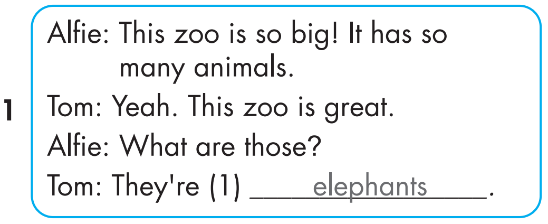 Alfie: This zoo is so big! It has so
many animals.
1 Tom: Yeah. This zoo is great.
Alfie: What are those?
Tom: They're (1) ______elephants______.